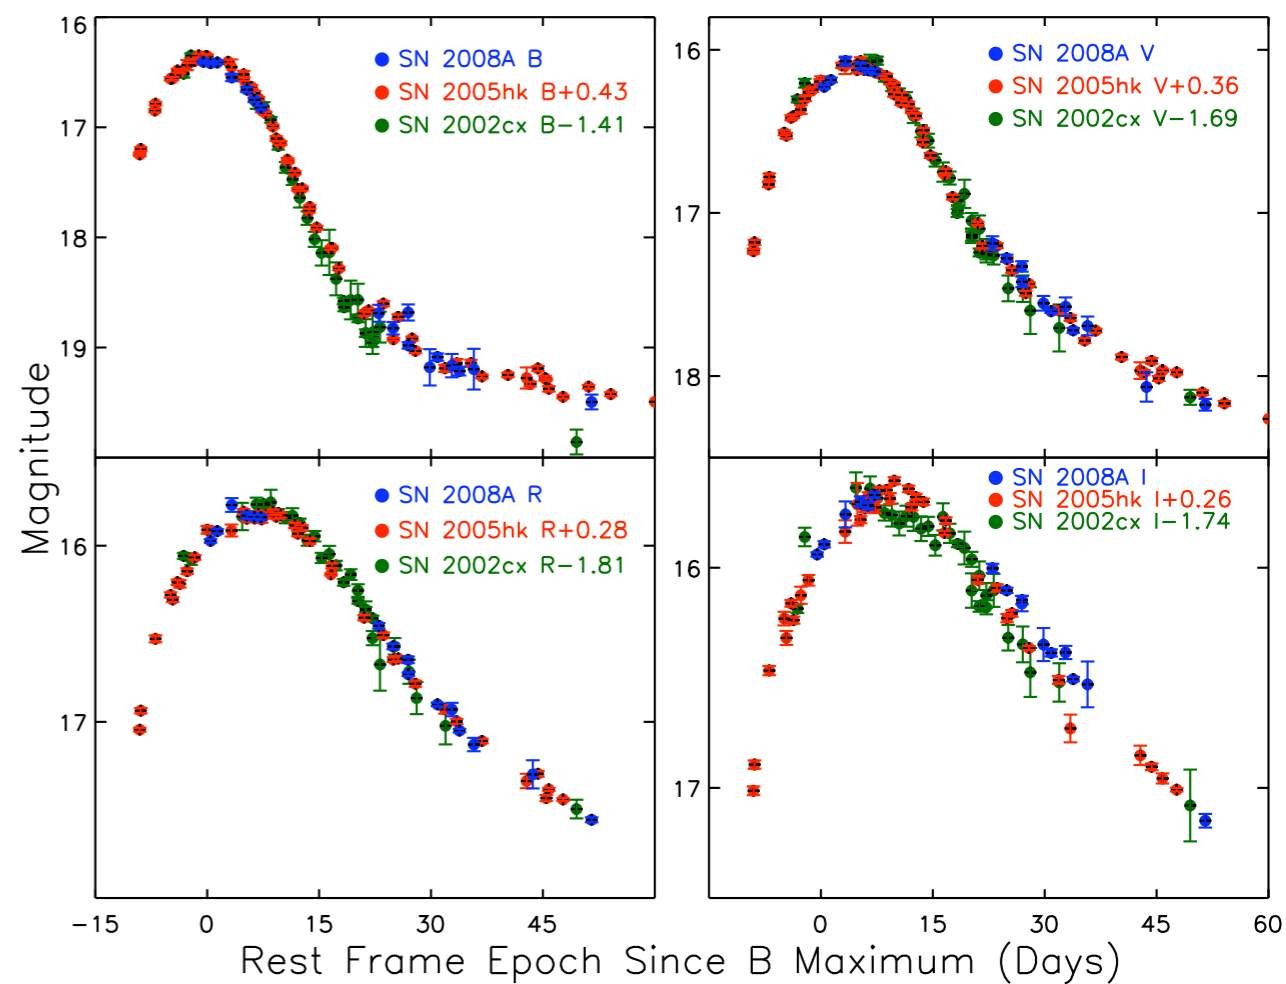 16
17
18
19
SN 2008A B
SN 2005hk B+0.43
SN 2002cx B−1.41
16
17
18
SN 2008A V
SN 2005hk V+0.36
SN 2002cx V−1.69
Magnitude
16
17
SN 2008A R
SN 2005hk R+0.28
SN 2002cx R−1.81
16
17
SN 2008A I
SN 2005hk I+0.26
SN 2002cx I−1.74
−15 0 15 30 45
0 15 30 45 60
Rest Frame Epoch Since B Maximum (Days)